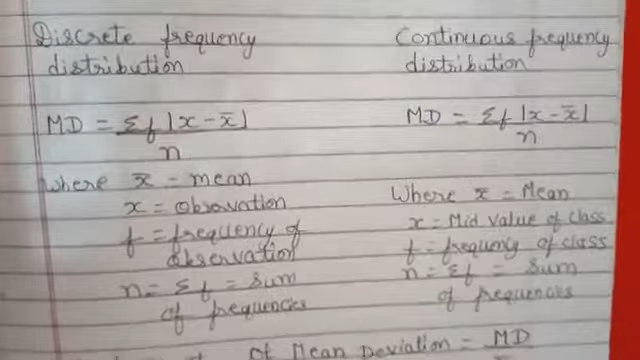 Discrete frequency
distribution
MD = Σf|x - x̄|
n
Where x̄ = mean
x = Observation
f = frequency of
observation
n = Σf = Sum
of frequencies
Continuous frequency
distribution
MD = Σf|x - x̄|
n
Where x̄ = Mean
x = Mid value of class
f = frequency of class
n = Σf = Sum
of frequencies
of Mean Deviation = MD